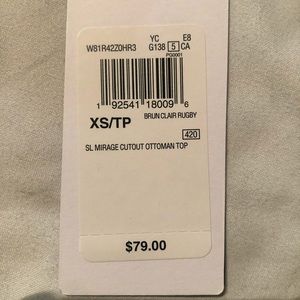 W81R42Z0HR3 YC E8
G138 5 CA
PG0001
1 92541 18009 6
XS/TP BRUN CLAIR RUGBY
420
SL MIRAGE CUTOUT OTTOMAN TOP
$79.00